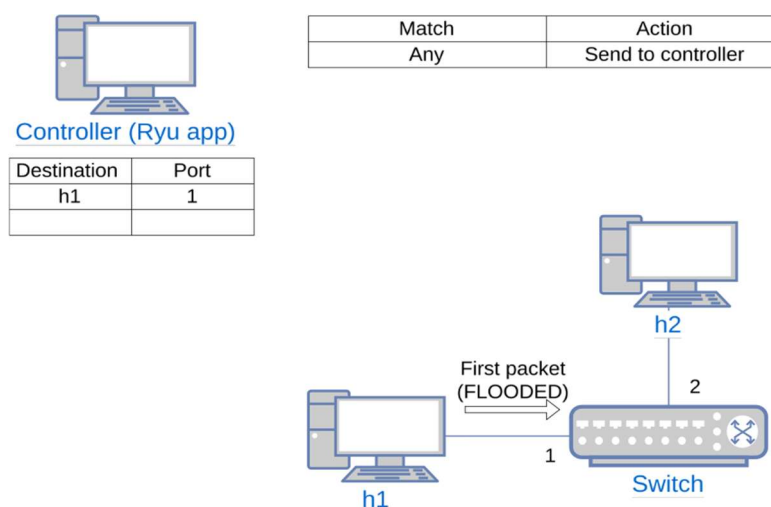 Match Action
Any Send to controller
Controller (Ryu app)
Destination Port
h1 1
h2
First packet
(FLOODED)
2
1
Switch
h1